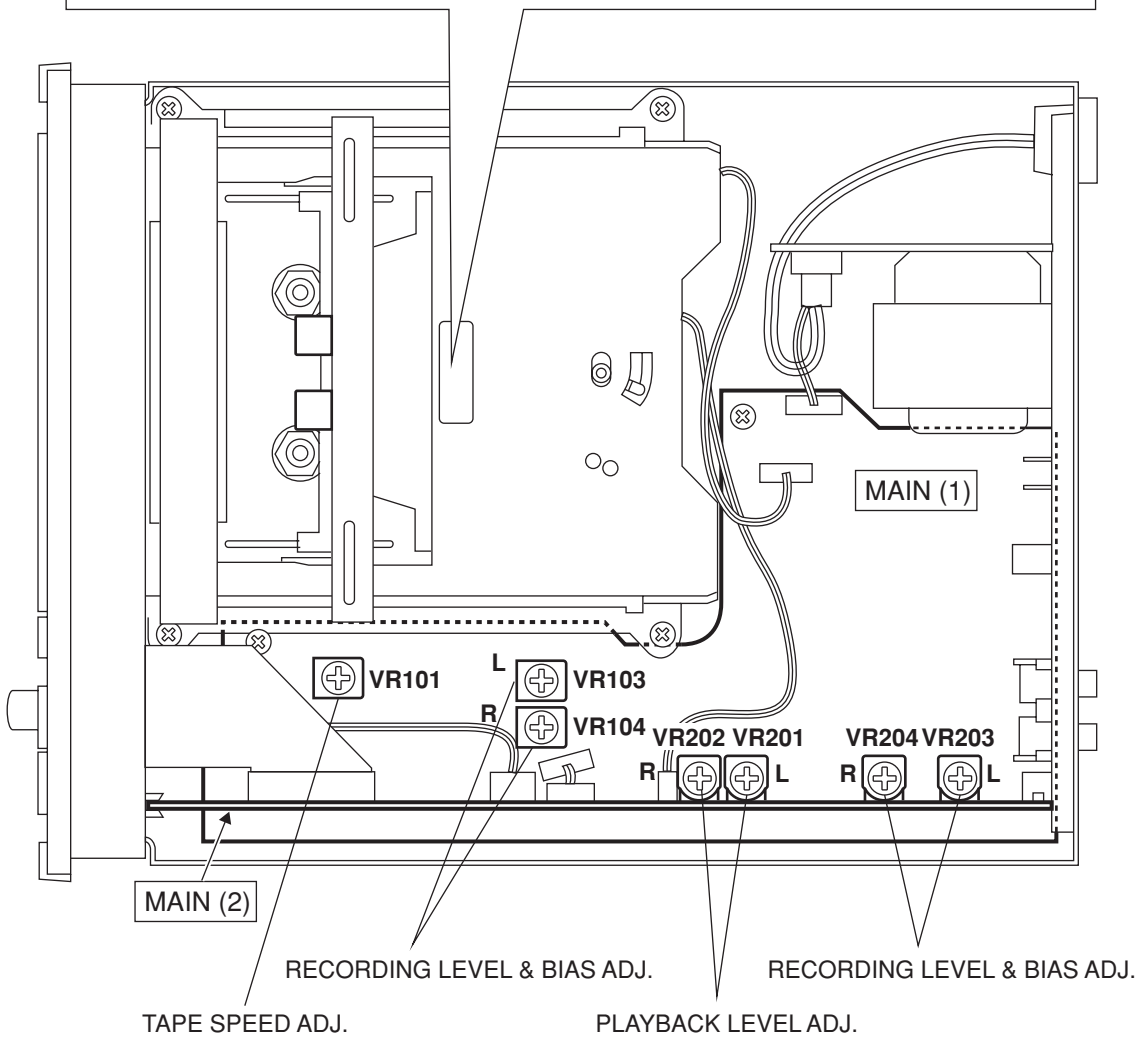 MAIN (1)
L
VR101
VR103
R
VR104
VR202 VR201
VR204 VR203
R
L
R
L
MAIN (2)
RECORDING LEVEL & BIAS ADJ.
RECORDING LEVEL & BIAS ADJ.
TAPE SPEED ADJ.
PLAYBACK LEVEL ADJ.